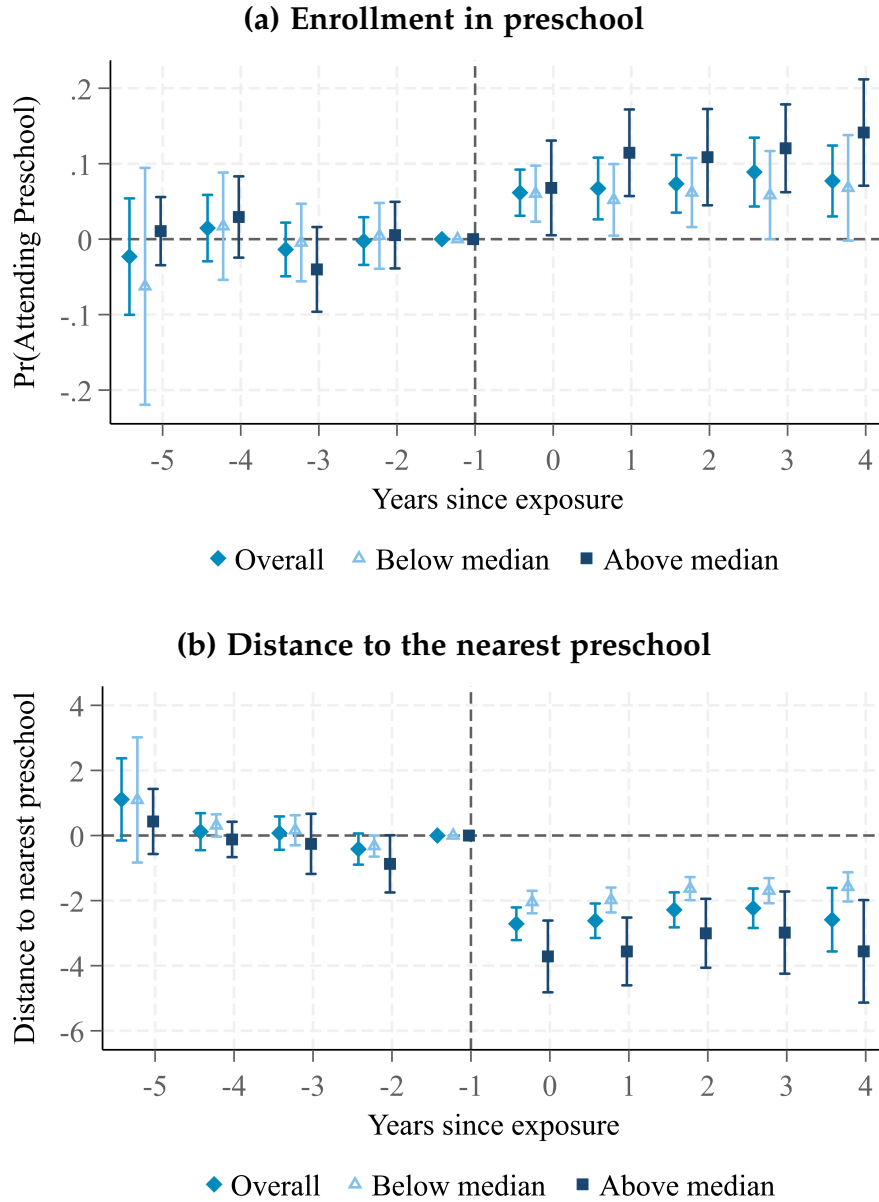 (a) Enrollment in preschool
Pr(Attending Preschool)
.2
.1
0
-.1
-.2
-5 -4 -3 -2 -1 0 1 2 3 4
Years since exposure
Overall Below median Above median
(b) Distance to the nearest preschool
Distance to nearest preschool
4
2
0
-2
-4
-6
-5 -4 -3 -2 -1 0 1 2 3 4
Years since exposure
Overall Below median Above median